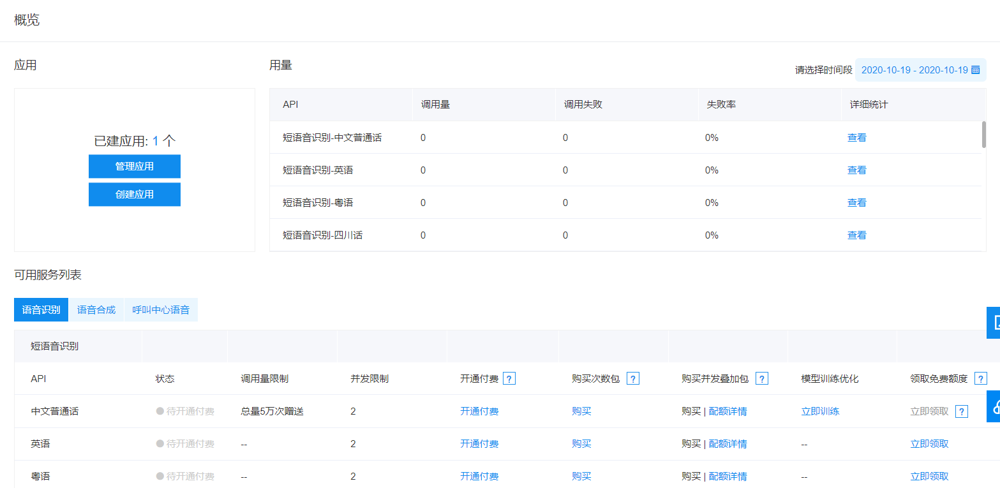 概览
应用
用量
请选择时间段 2020-10-19 - 2020-10-19
已建应用: 1 个
管理应用
创建应用
API 调用量 调用失败 失败率 详细统计
短语音识别-中文普通话 0 0 0% 查看
短语音识别-英语 0 0 0% 查看
短语音识别-粤语 0 0 0% 查看
短语音识别-四川话 0 0 0% 查看
可用服务列表
语音识别 语音合成 呼叫中心语音
短语音识别
API 状态 调用量限制 并发限制 开通付费 ? 购买次数包 ? 购买并发叠加包 ? 模型训练优化 领取免费额度 ?
中文普通话 待开通付费 总量5万次赠送 2 开通付费 购买 购买 | 配额详情 立即训练 立即领取 ?
英语 待开通付费 -- 2 开通付费 购买 购买 | 配额详情 -- 立即领取
粤语 待开通付费 -- 2 开通付费 购买 购买 | 配额详情 -- 立即领取